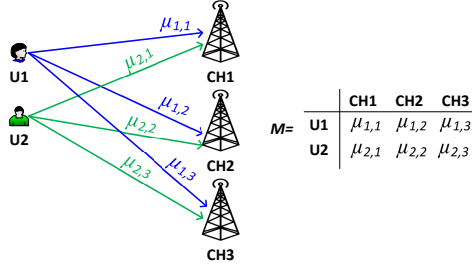 μ1,1
U1
CH1
μ2,1
μ1,2
U2
μ2,2
CH2
μ2,3
μ1,3
CH3
M=
CH1 CH2 CH3
U1 μ1,1 μ1,2 μ1,3
U2 μ2,1 μ2,2 μ2,3